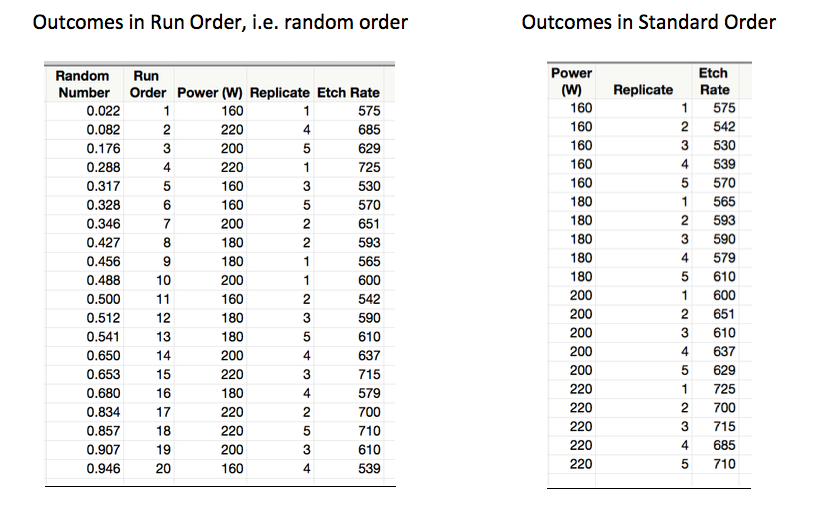 Outcomes in Run Order, i.e. random order
Random Number Run Order Power (W) Replicate Etch Rate
0.022 1 160 1 575
0.082 2 220 4 685
0.176 3 200 5 629
0.288 4 220 1 725
0.317 5 160 3 530
0.328 6 160 5 570
0.346 7 200 2 651
0.427 8 180 2 593
0.456 9 180 1 565
0.488 10 200 1 600
0.500 11 160 2 542
0.512 12 180 3 590
0.541 13 180 5 610
0.650 14 200 4 637
0.653 15 220 3 715
0.680 16 180 4 579
0.834 17 220 2 700
0.857 18 220 5 710
0.907 19 200 3 610
0.946 20 160 4 539
Outcomes in Standard Order
Power (W) Replicate Etch Rate
160 1 575
160 2 542
160 3 530
160 4 539
160 5 570
180 1 565
180 2 593
180 3 590
180 4 579
180 5 610
200 1 600
200 2 651
200 3 610
200 4 637
200 5 629
220 1 725
220 2 700
220 3 715
220 4 685
220 5 710